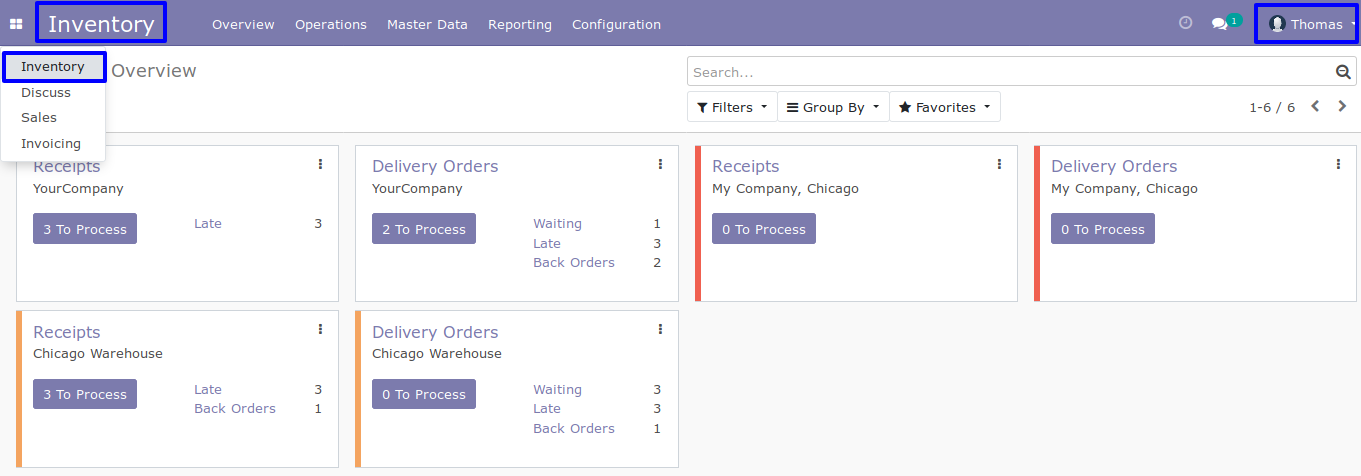 Inventory Overview Operations Master Data Reporting Configuration 1 Thomas
Inventory
Discuss
Sales
Invoicing
Overview
Search...
Filters Group By Favorites 1-6 / 6
Receipts
YourCompany
3 To Process
Late 3
Delivery Orders
YourCompany
2 To Process
Waiting 1
Late 3
Back Orders 2
Receipts
My Company, Chicago
0 To Process
Delivery Orders
My Company, Chicago
0 To Process
Receipts
Chicago Warehouse
3 To Process
Late 3
Back Orders 1
Delivery Orders
Chicago Warehouse
0 To Process
Waiting 3
Late 3
Back Orders 1